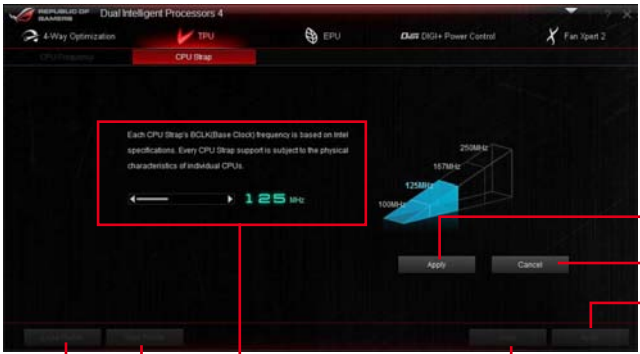 REPUBLIC OF GAMERS
Dual Intelligent Processors 4
4-Way Optimization
TPU
EPU
DIGI+ Power Control
Fan Xpert 2
CPU Frequency
CPU Strap
Each CPU Strap's BCLK(Base Clock) frequency is based on Intel
specifications. Every CPU Strap support is subject to the physical
characteristics of individual CPUs.
125 MHz
250MHz
167MHz
125MHz
100MHz
Apply
Cancel